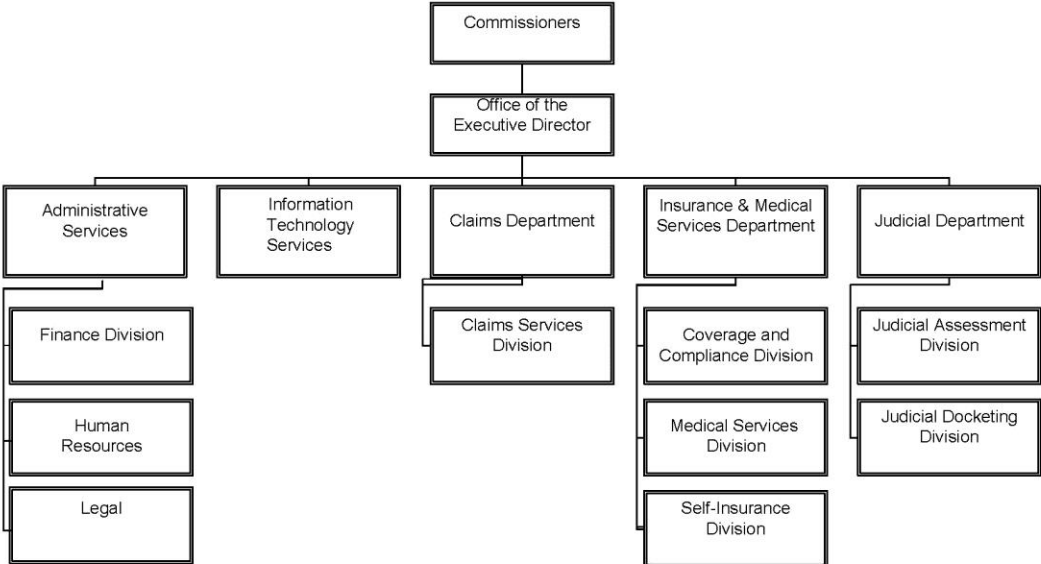 Commissioners
Office of the
Executive Director
Administrative
Services
Information
Technology
Services
Claims Department
Insurance & Medical
Services Department
Judicial Department
Finance Division
Claims Services
Division
Coverage and
Compliance Division
Judicial Assessment
Division
Human
Resources
Medical Services
Division
Judicial Docketing
Division
Legal
Self-Insurance
Division